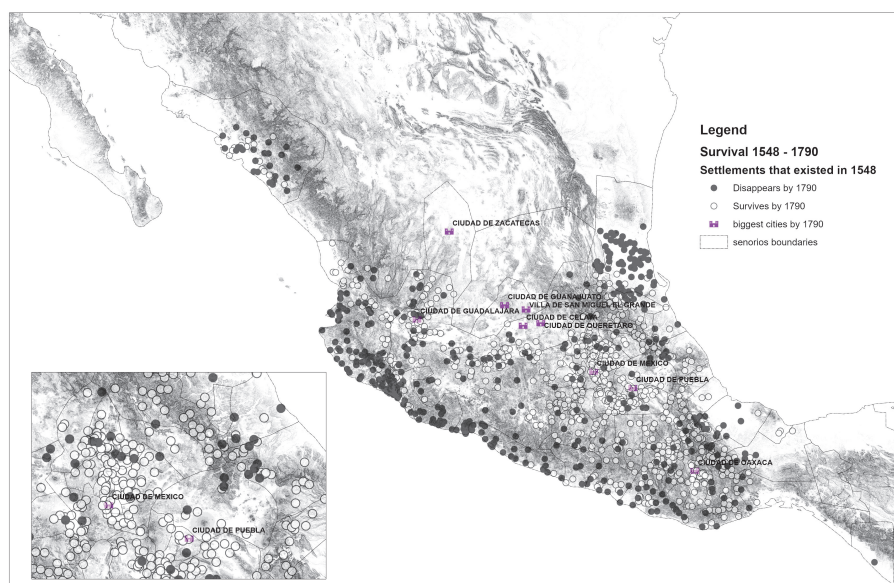 Legend
Survival 1548 - 1790
Settlements that existed in 1548
Disappears by 1790
Survives by 1790
biggest cities by 1790
senorios boundaries
CIUDAD DE ZACATECAS
CIUDAD DE GUANAJUATO
VILLA DE SAN MIGUEL EL GRANDE
CIUDAD DE GUADALAJARA
CIUDAD DE CELAYA
CIUDAD DE QUERETARO
CIUDAD DE MEXICO
CIUDAD DE PUEBLA
CIUDAD DE OAXACA
CIUDAD DE MEXICO
CIUDAD DE PUEBLA